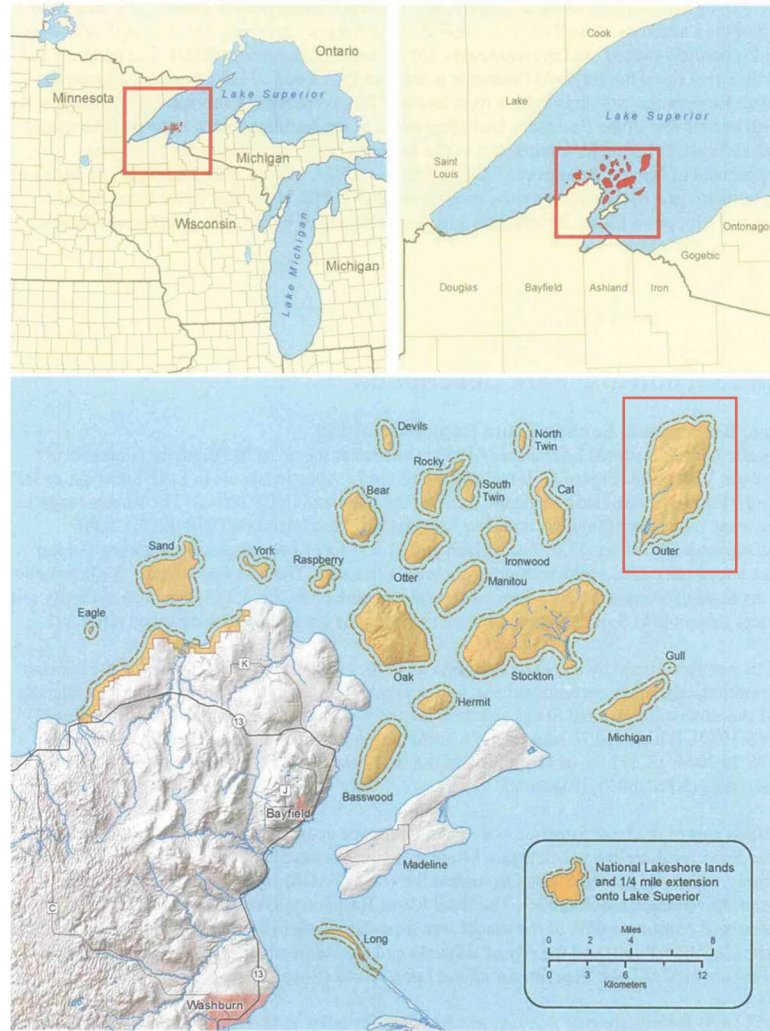 Ontario
Minnesota
Lake Superior
Michigan
Wisconsin
Lake Michigan
Michigan
Cook
Lake
Lake Superior
Saint
Louis
Ontonagon
Gogebic
Douglas
Bayfield
Ashland
Iron
Devils
North
Twin
Rocky
Bear
South
Twin
Cat
Sand
York
Raspberry
Otter
Ironwood
Outer
Manitou
Eagle
K
Oak
Stockton
Gull
13
Hermit
Michigan
J
Basswood
Bayfield
Madeline
C
National Lakeshore lands
and 1/4 mile extension
onto Lake Superior
Miles
0 2 4 8
0 3 6 12
Kilometers
Long
13
Washburn